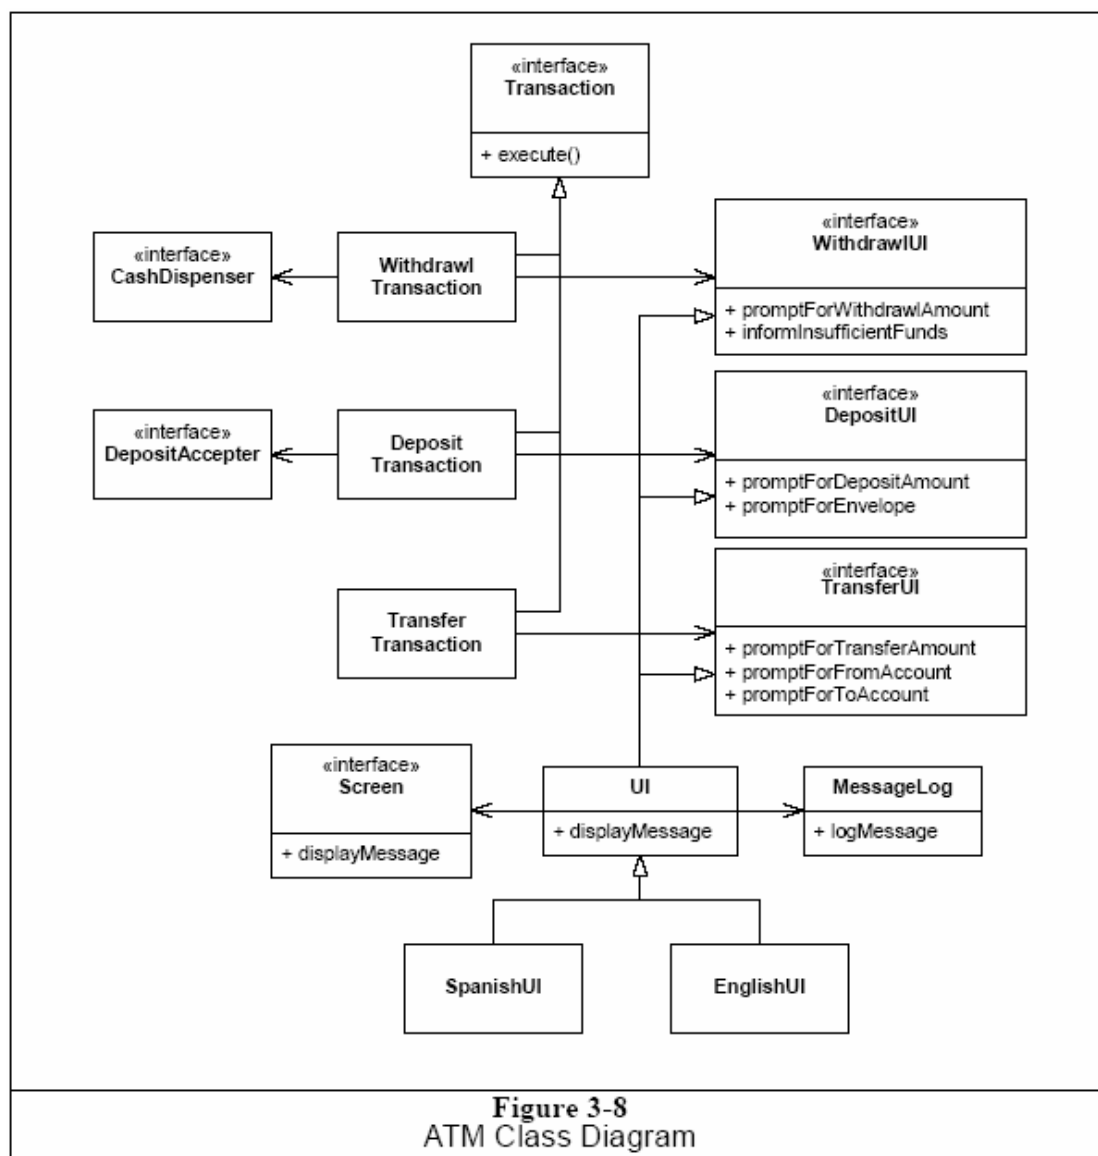 «interface»
Transaction
+ execute()
«interface»
CashDispenser
Withdrawl
Transaction
«interface»
WithdrawlUI
+ promptForWithdrawlAmount
+ informInsufficientFunds
«interface»
DepositAccepter
Deposit
Transaction
«interface»
DepositUI
+ promptForDepositAmount
+ promptForEnvelope
Transfer
Transaction
«interface»
TransferUI
+ promptForTransferAmount
+ promptForFromAccount
+ promptForToAccount
«interface»
Screen
+ displayMessage
UI
+ displayMessage
MessageLog
+ logMessage
SpanishUI
EnglishUI
Figure 3-8
ATM Class Diagram